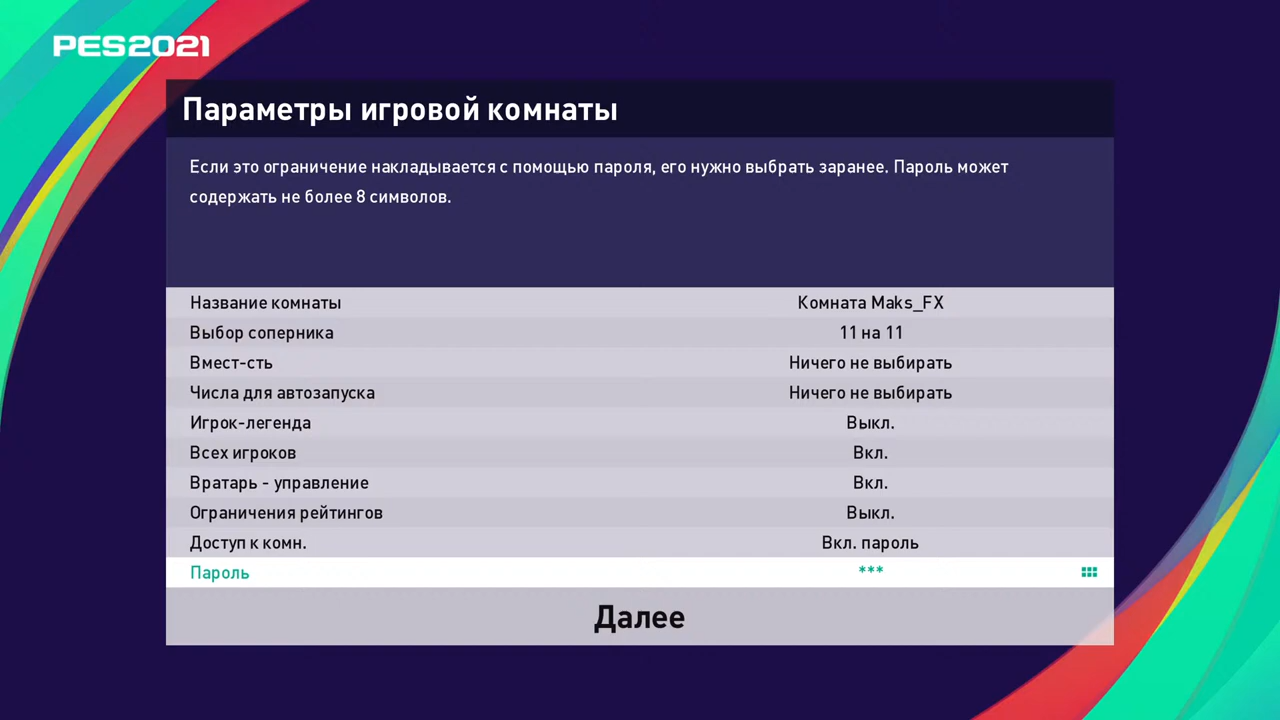 PES2021
Параметры игровой комнаты
Если это ограничение накладывается с помощью пароля, его нужно выбрать заранее. Пароль может
содержать не более 8 символов.
Название комнаты Комната Maks_FX
Выбор соперника 11 на 11
Вмест-сть Ничего не выбирать
Числа для автозапуска Ничего не выбирать
Игрок-легенда Выкл.
Всех игроков Вкл.
Вратарь - управление Вкл.
Ограничения рейтингов Выкл.
Доступ к комн. Вкл. пароль
Пароль ***
Далее